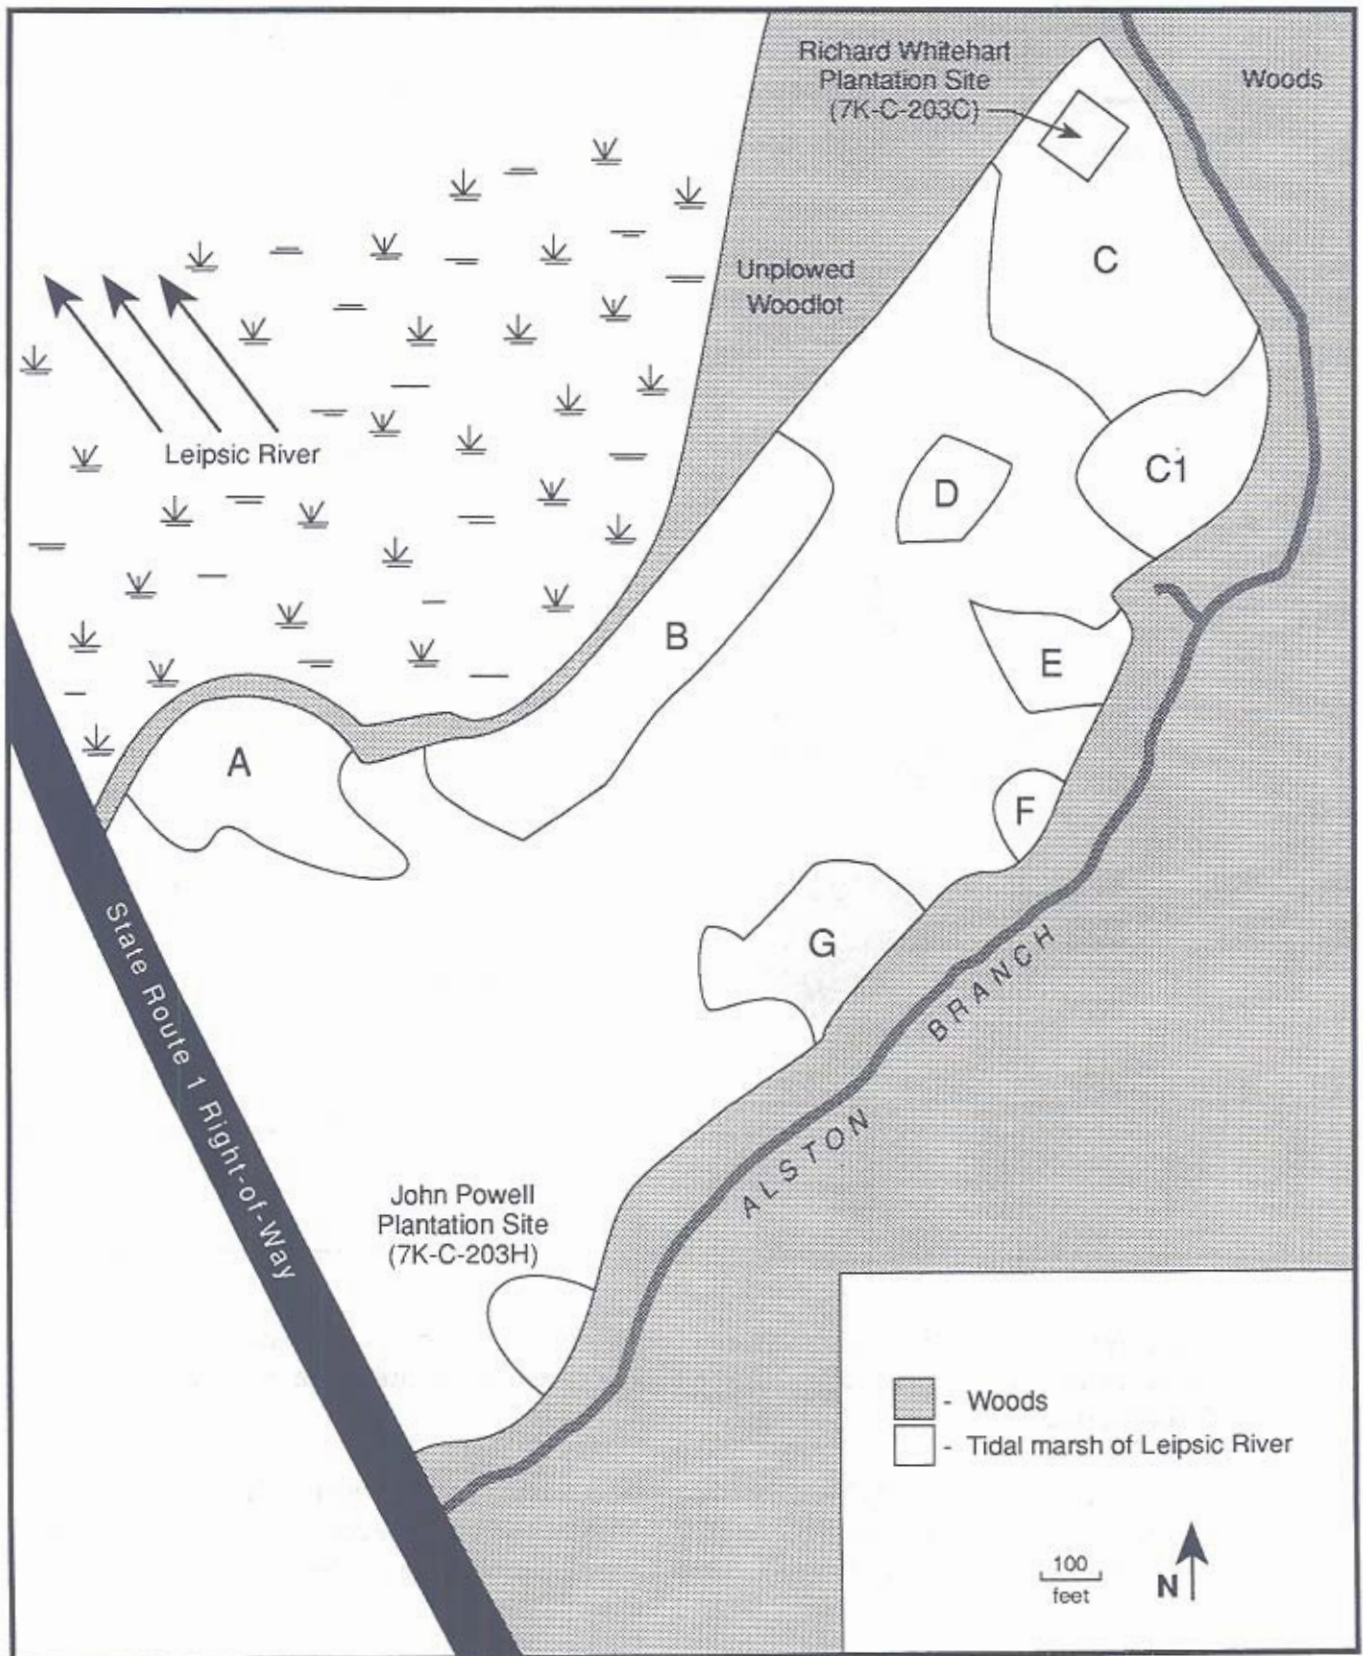 Richard Whitehart
Plantation Site
(7K-C-203C)
Woods
C
Unplowed
Woodlot
Leipsic River
C1
D
B
E
A
F
G
State Route 1 Right-of-Way
ALSTON BRANCH
John Powell
Plantation Site
(7K-C-203H)
- Woods
- Tidal marsh of Leipsic River
100
feet
N